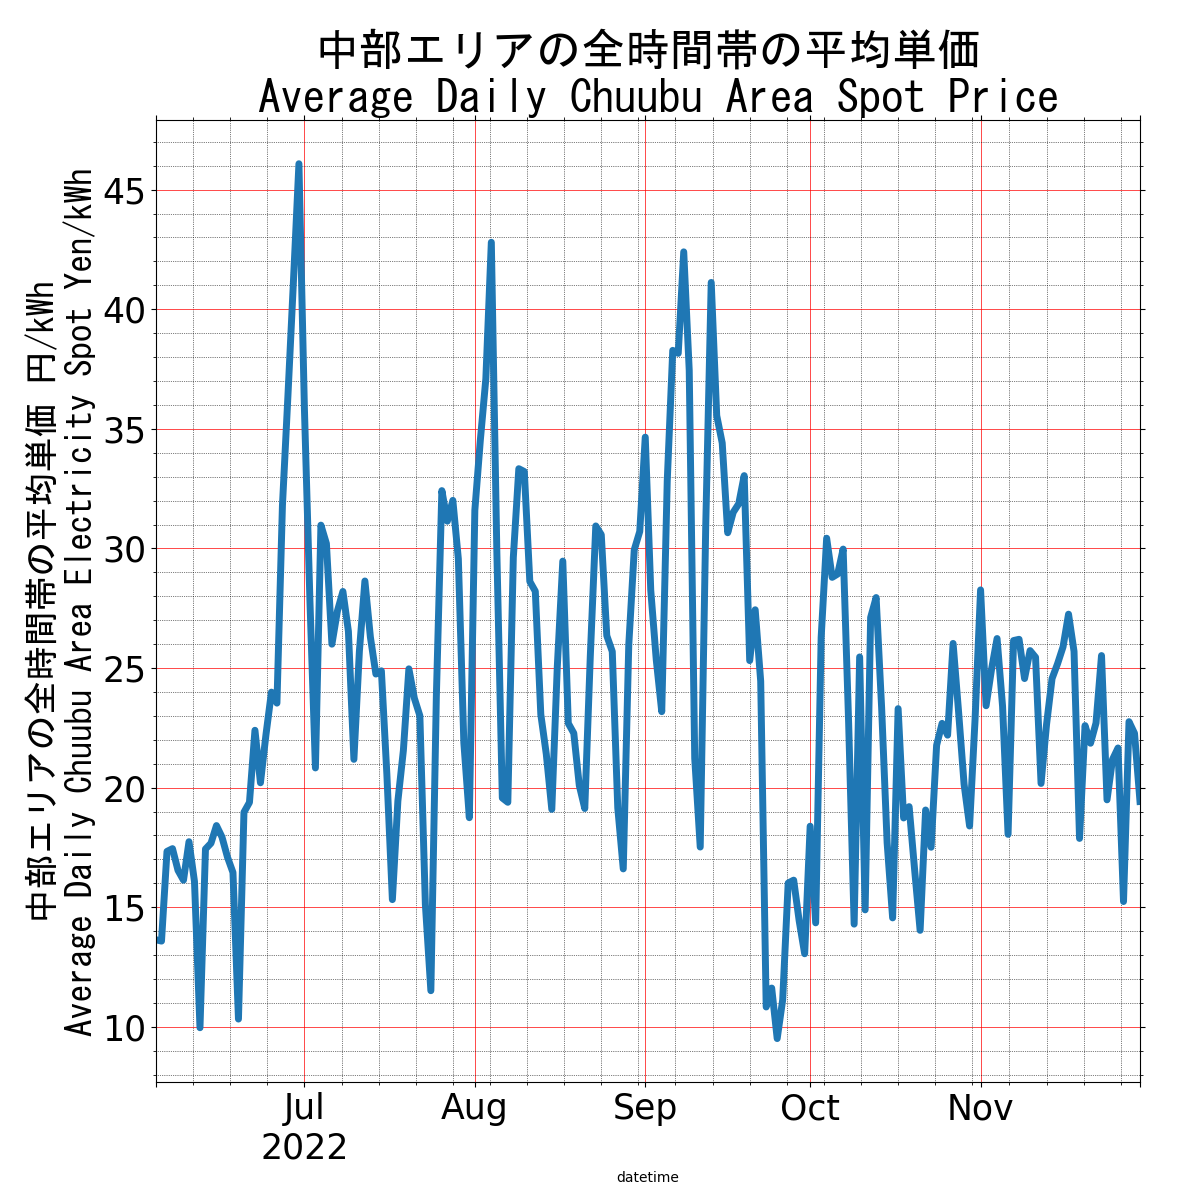 中部エリアの全時間帯の平均単価
Average Daily Chuubu Area Spot Price
中部エリアの全時間帯の平均単価 円/kWh
Average Daily Chuubu Area Electricity Spot Yen/kWh
45
40
35
30
25
20
15
10
Jul
2022
Aug
Sep
Oct
Nov
datetime